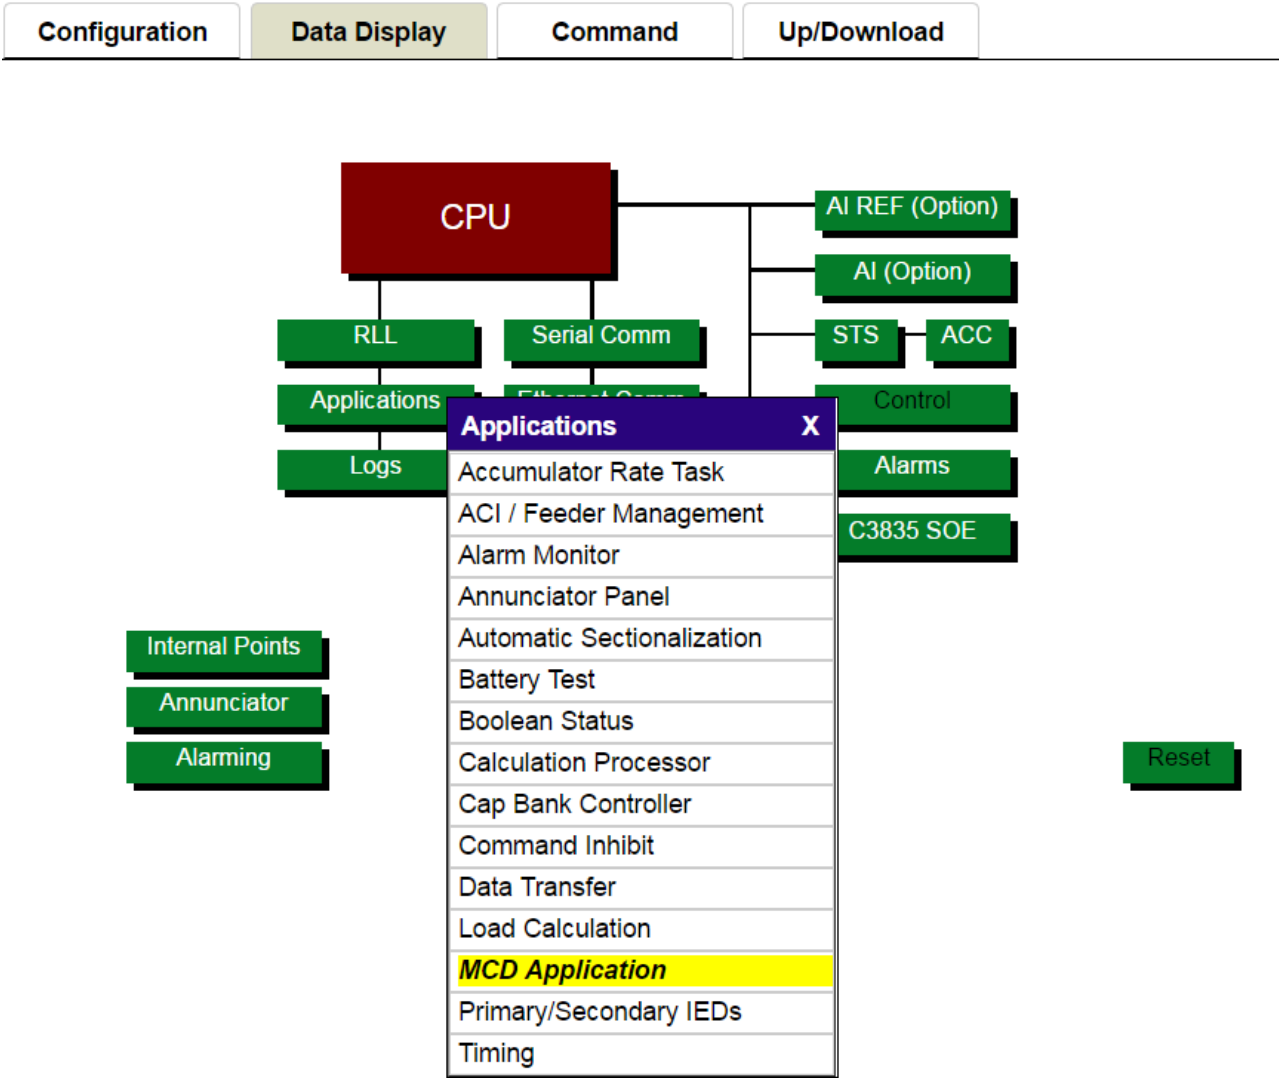 Configuration
Data Display
Command
Up/Download
CPU
AI REF (Option)
AI (Option)
RLL
Serial Comm
STS
ACC
Applications
Ethernet Comm
Control
Logs
Alarms
C3835 SOE
Applications X
Accumulator Rate Task
ACI / Feeder Management
Alarm Monitor
Annunciator Panel
Automatic Sectionalization
Battery Test
Boolean Status
Calculation Processor
Cap Bank Controller
Command Inhibit
Data Transfer
Load Calculation
MCD Application
Primary/Secondary IEDs
Timing
Internal Points
Annunciator
Alarming
Reset